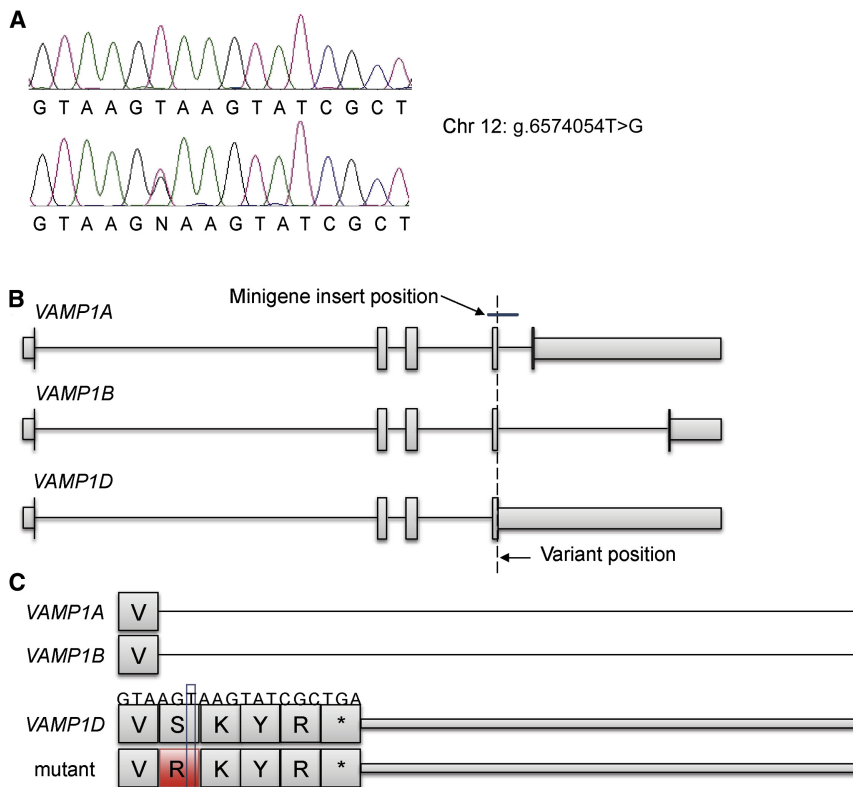 A
G T A A G T A A G T A T C G C T
Chr 12: g.6574054T>G
G T A A G N A A G T A T C G C T
B
Minigene insert position
VAMP1A
VAMP1B
VAMP1D
Variant position
C
VAMP1A V
VAMP1B V
GTAAGTAAGTATCGCTGA
VAMP1D V S K Y R *
mutant V R K Y R *